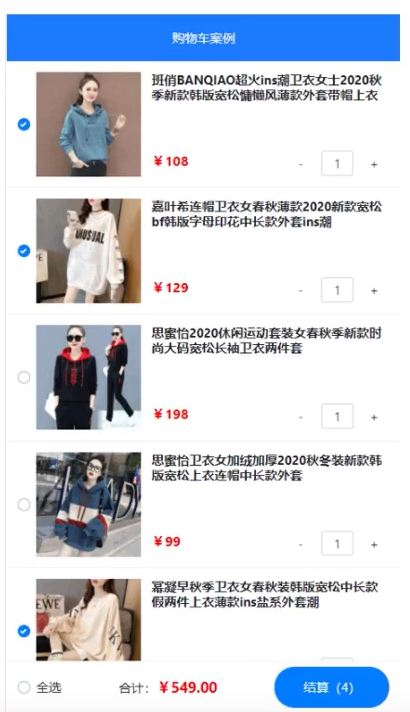 购物车案例
班俏BANQIAO超火ins潮卫衣女士2020秋
季新款韩版宽松慵懒风薄款外套带帽上衣
￥108
- 1 +
嘉叶希连帽卫衣女春秋薄款2020新款宽松
bf韩版字母印花中长款外套ins潮
UNUSUAL
￥129
- 1 +
思蜜怡2020休闲运动套装女春秋季新款时
尚大码宽松长袖卫衣两件套
￥198
- 1 +
思蜜怡卫衣女加绒加厚2020秋冬装新款韩
版宽松上衣连帽中长款外套
￥99
- 1 +
幂凝早秋季卫衣女春秋装韩版宽松中长款
假两件上衣薄款ins盐系外套潮
全选
合计：￥549.00
结算（4）